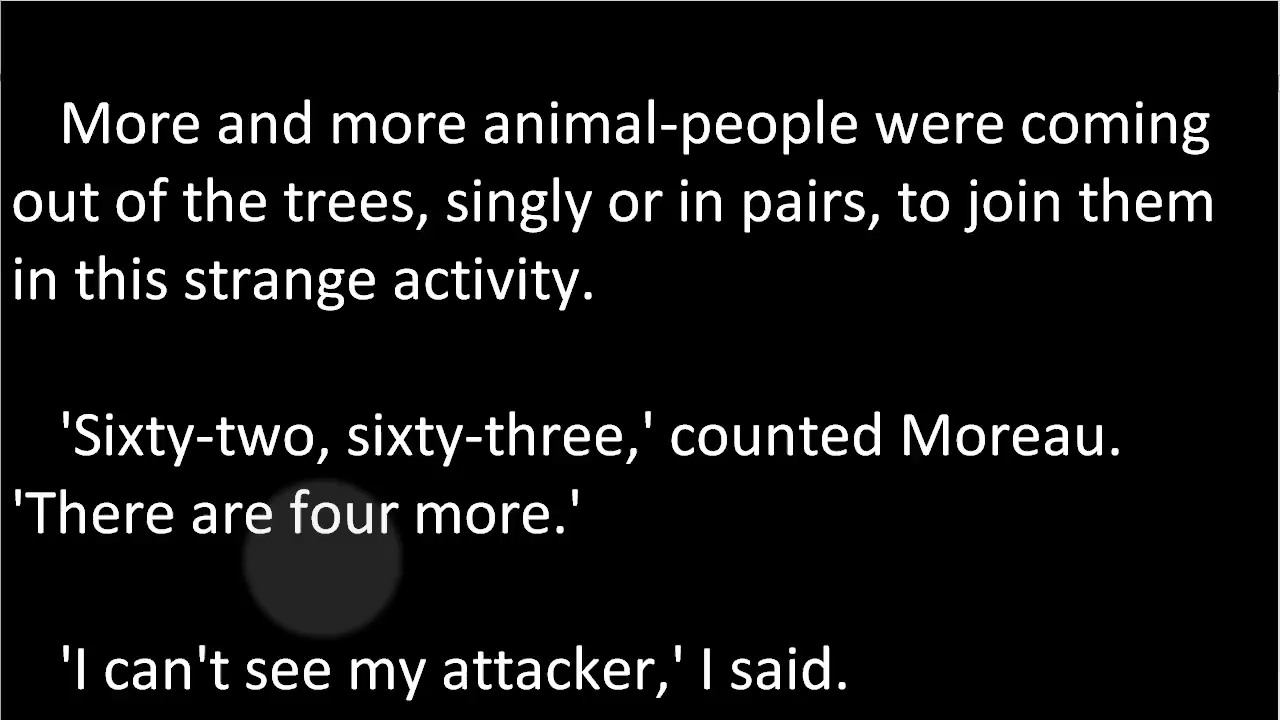 More and more animal-people were coming
out of the trees, singly or in pairs, to join them
in this strange activity.
'Sixty-two, sixty-three,' counted Moreau.
'There are four more.'
'I can't see my attacker,' I said.